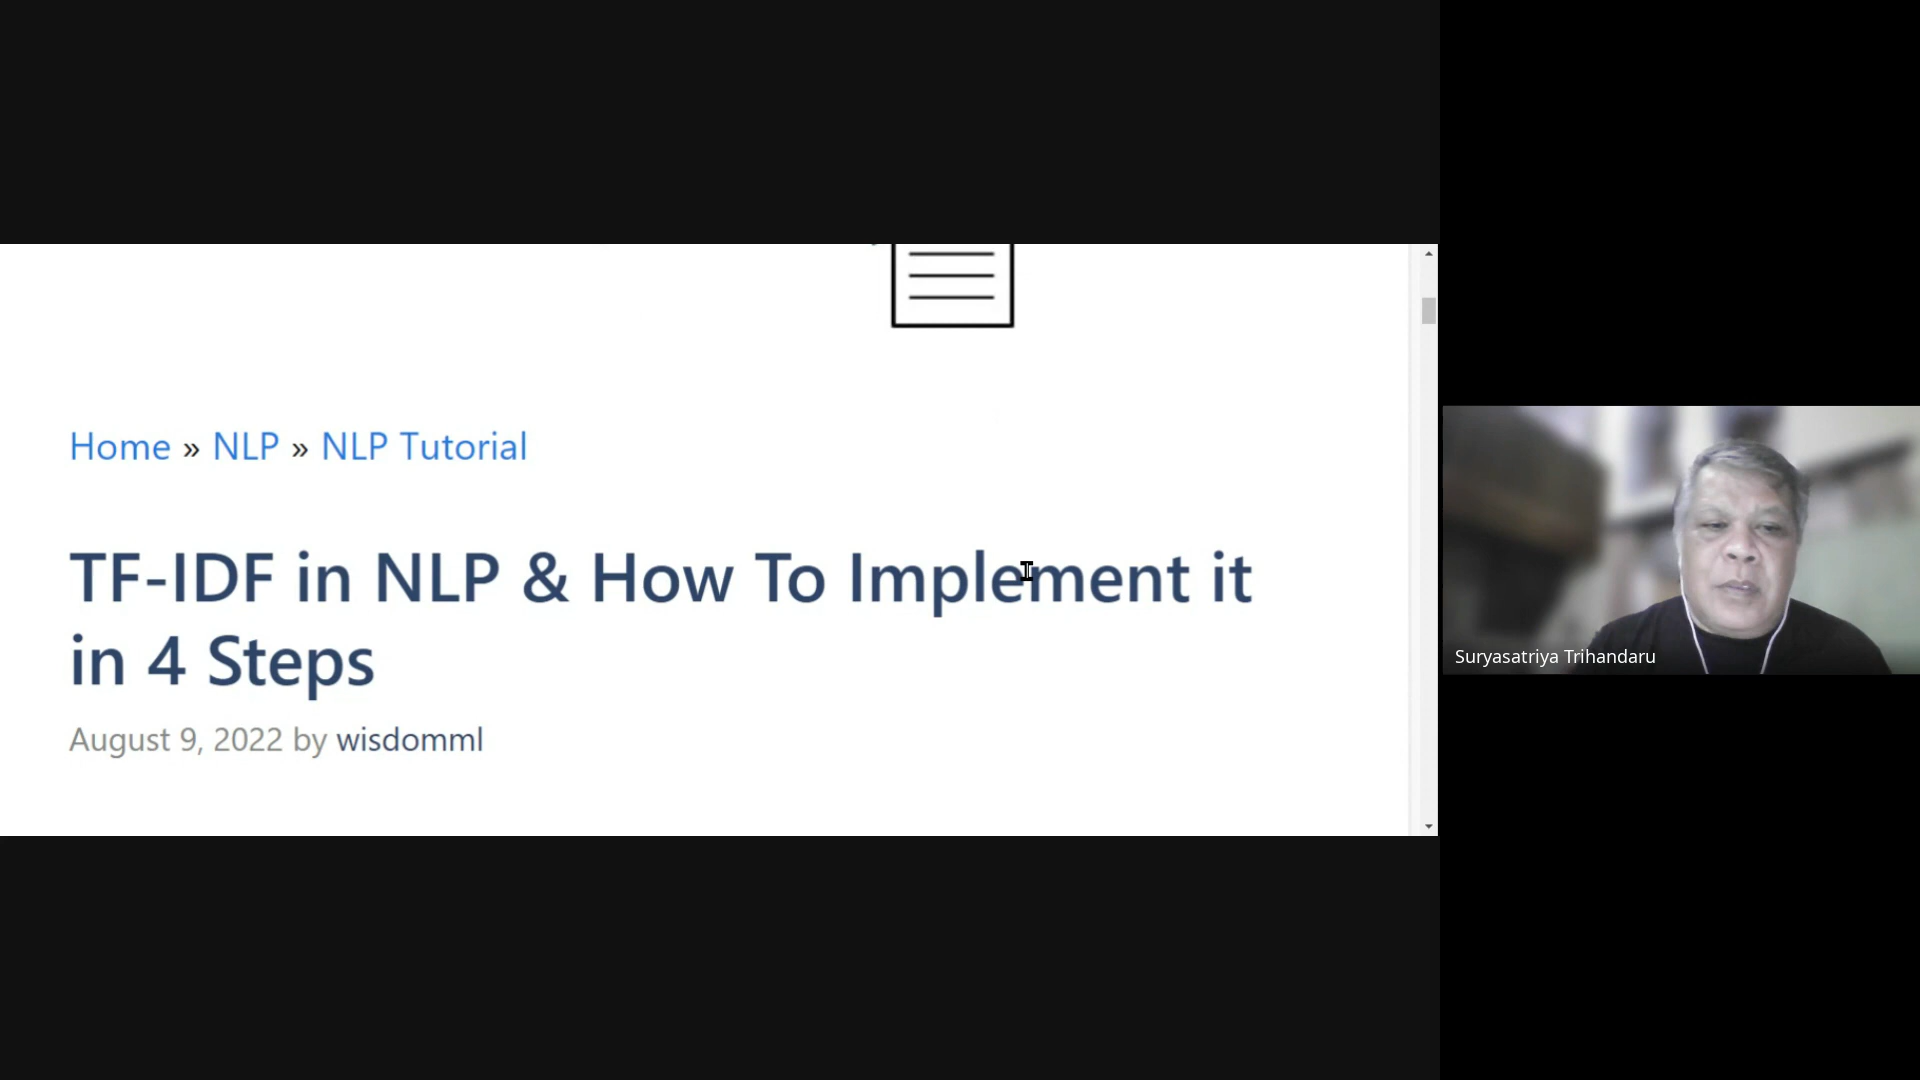 Home » NLP » NLP Tutorial
TF-IDF in NLP & How To Implement it
in 4 Steps
August 9, 2022 by wisdomml
Suryasatriya Trihandaru